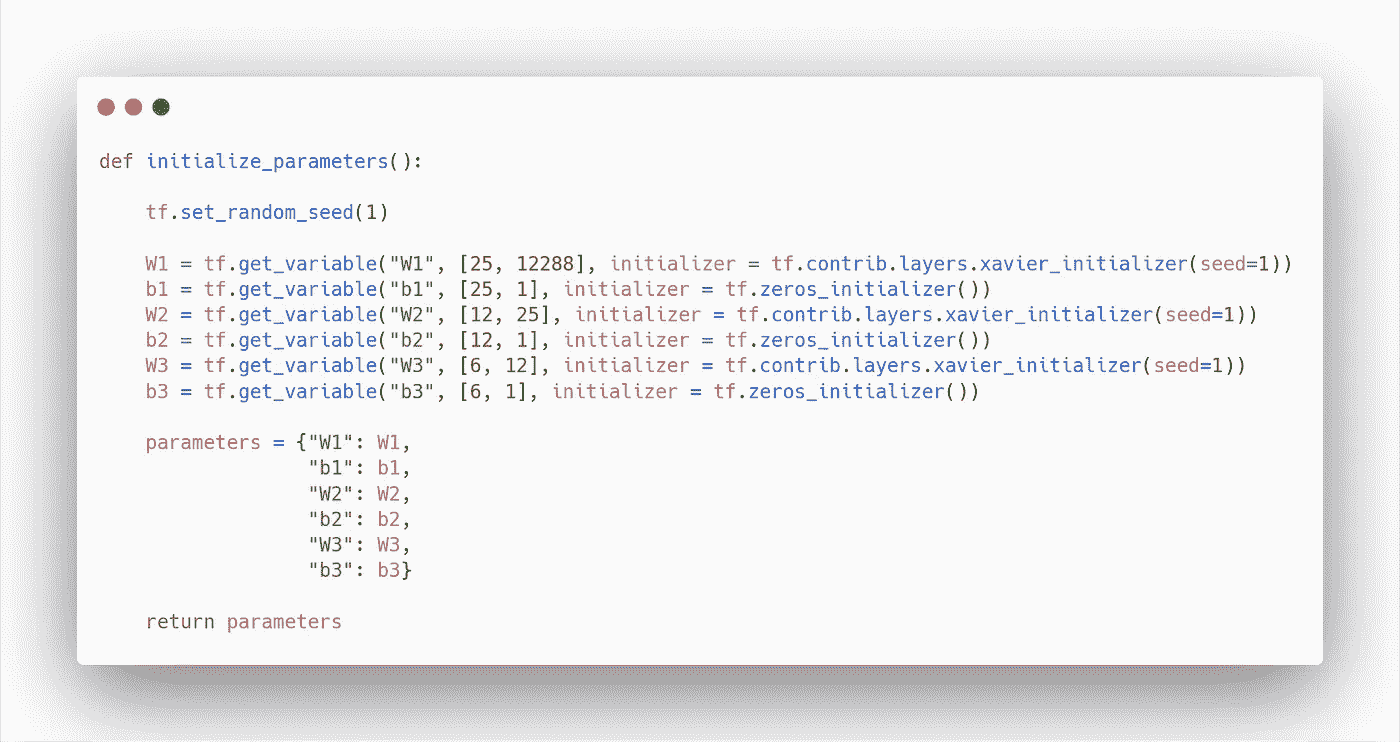 def initialize_parameters():
    tf.set_random_seed(1)
    W1 = tf.get_variable("W1", [25, 12288], initializer = tf.contrib.layers.xavier_initializer(seed=1))
    b1 = tf.get_variable("b1", [25, 1], initializer = tf.zeros_initializer())
    W2 = tf.get_variable("W2", [12, 25], initializer = tf.contrib.layers.xavier_initializer(seed=1))
    b2 = tf.get_variable("b2", [12, 1], initializer = tf.zeros_initializer())
    W3 = tf.get_variable("W3", [6, 12], initializer = tf.contrib.layers.xavier_initializer(seed=1))
    b3 = tf.get_variable("b3", [6, 1], initializer = tf.zeros_initializer())
    parameters = {"W1": W1,
                  "b1": b1,
                  "W2": W2,
                  "b2": b2,
                  "W3": W3,
                  "b3": b3}
    return parameters